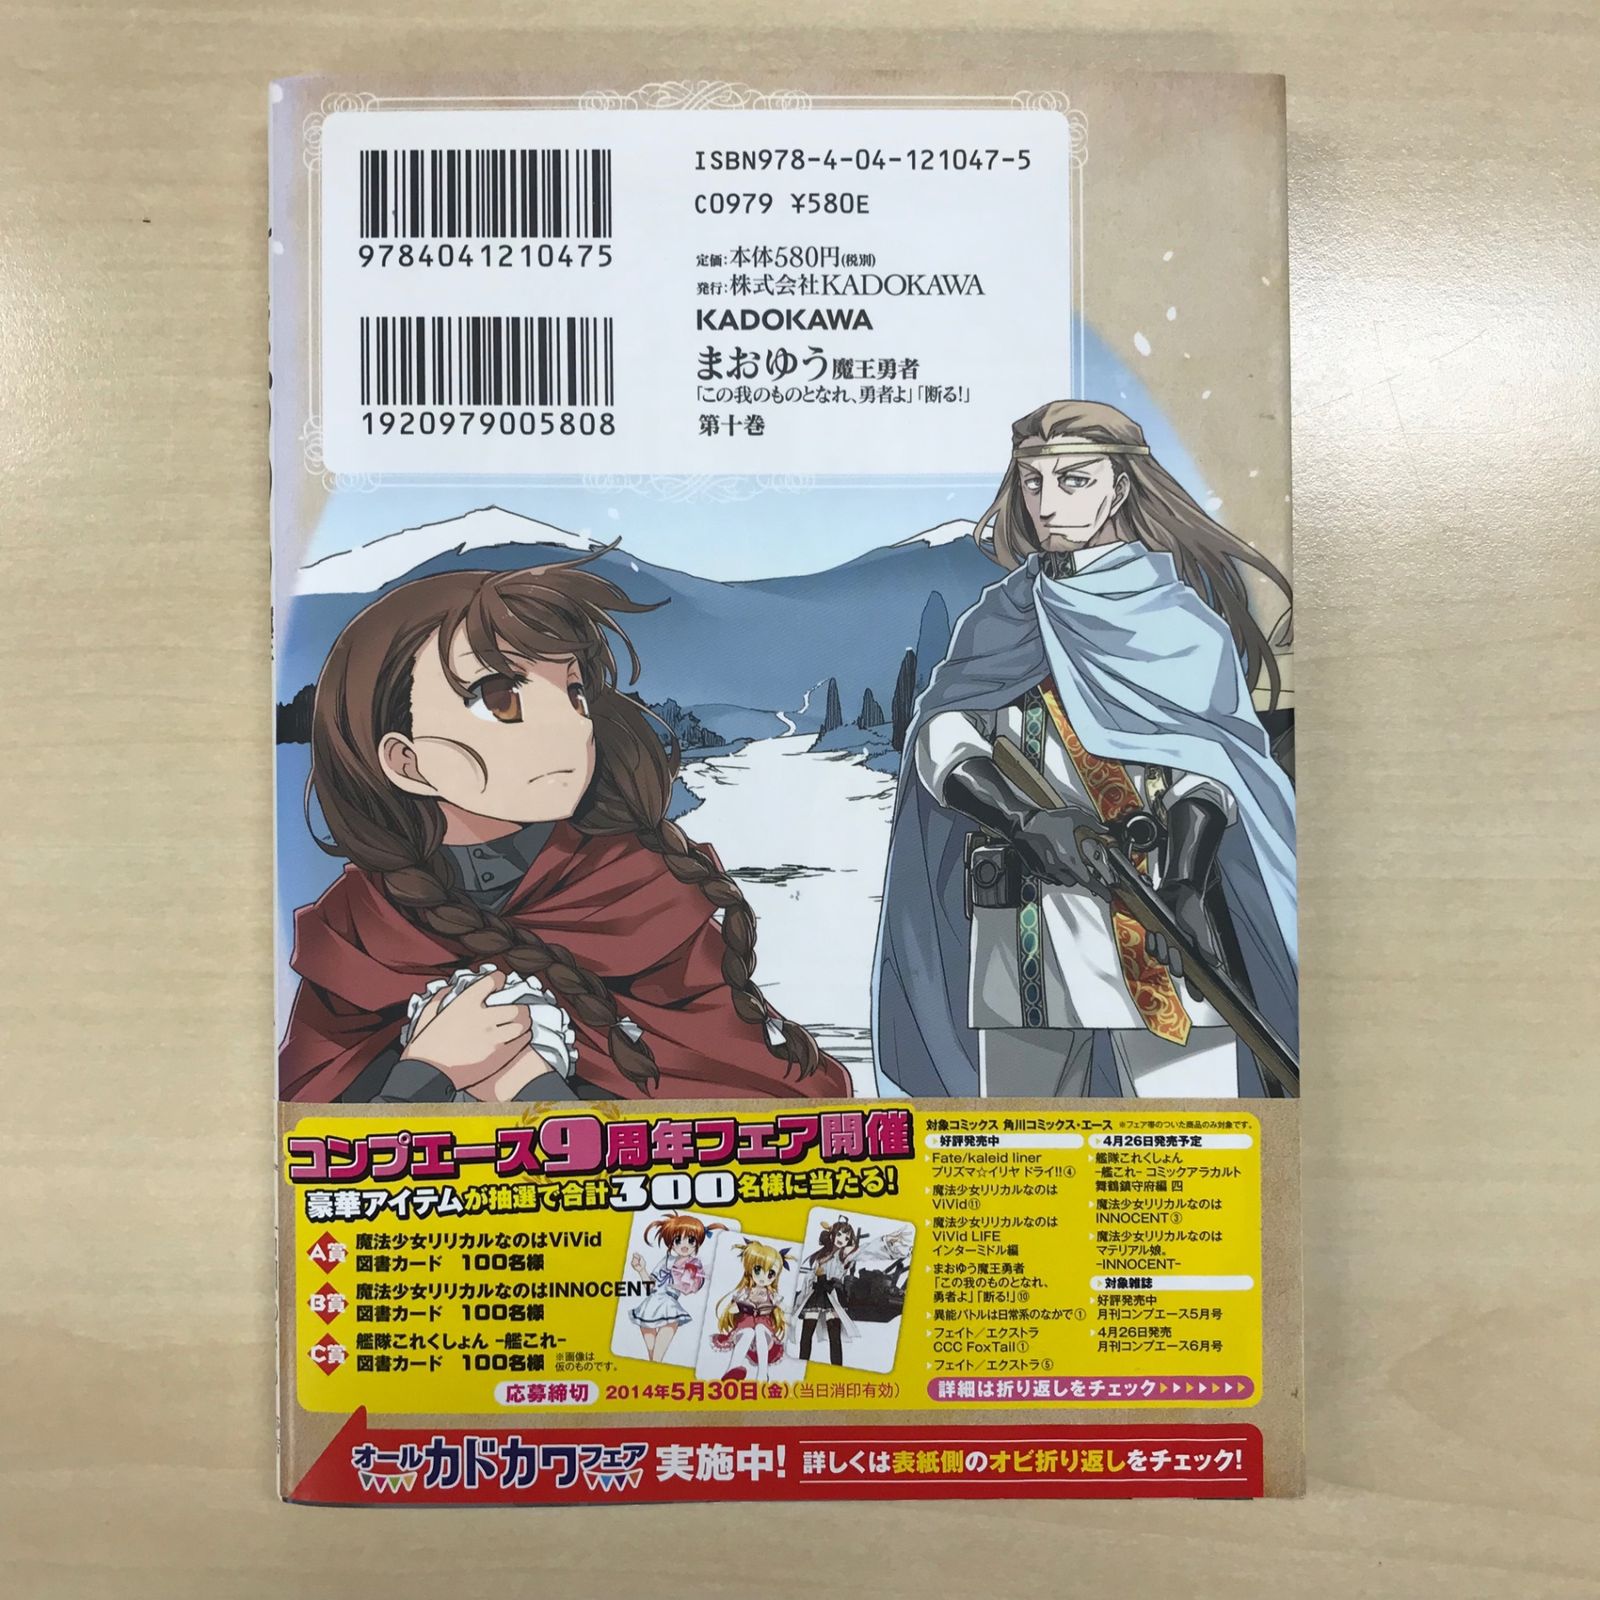 ISBN978-4-04-121047-5
C0979 ¥580E
9784041210475
定価:本体580円(税別)
発行:株式会社KADOKAWA
KADOKAWA
まおゆう魔王勇者
「この我のものとなれ、勇者よ」「断る!」
第十巻
1920979005808
コンプエース9周年フェア開催
豪華アイテムが抽選で合計300名様に当たる!
A賞 魔法少女リリカルなのはViVid
図書カード 100名様
B賞 魔法少女リリカルなのはINNOCENT
図書カード 100名様
C賞 艦隊これくしょん -艦これ-
図書カード 100名様 ※画像は仮のものです。
応募締切 2014年5月30日(金)(当日消印有効)
対象コミックス 角川コミックス・エース ※フェア帯のついた商品のみ対象です。
好評発売中
Fate/kaleid liner
プリズマ☆イリヤ ドライ!!④
魔法少女リリカルなのは
ViVid⑪
魔法少女リリカルなのは
ViVid LIFE
インターミドル編
まおゆう魔王勇者
「この我のものとなれ、
勇者よ」「断る!」⑩
異能バトルは日常系のなかで①
フェイト/エクストラ
CCC FoxTail①
フェイト/エクストラ⑤
4月26日発売予定
艦隊これくしょん
-艦これ- コミックアラカルト
舞鶴鎮守府編 四
魔法少女リリカルなのは
INNOCENT③
魔法少女リリカルなのは
マテリアル娘。
-INNOCENT-
対象雑誌
好評発売中
月刊コンプエース5月号
4月26日発売
月刊コンプエース6月号
詳細は折り返しをチェック
オールカドカワフェア 実施中! 詳しくは表紙側のオビ折り返しをチェック!